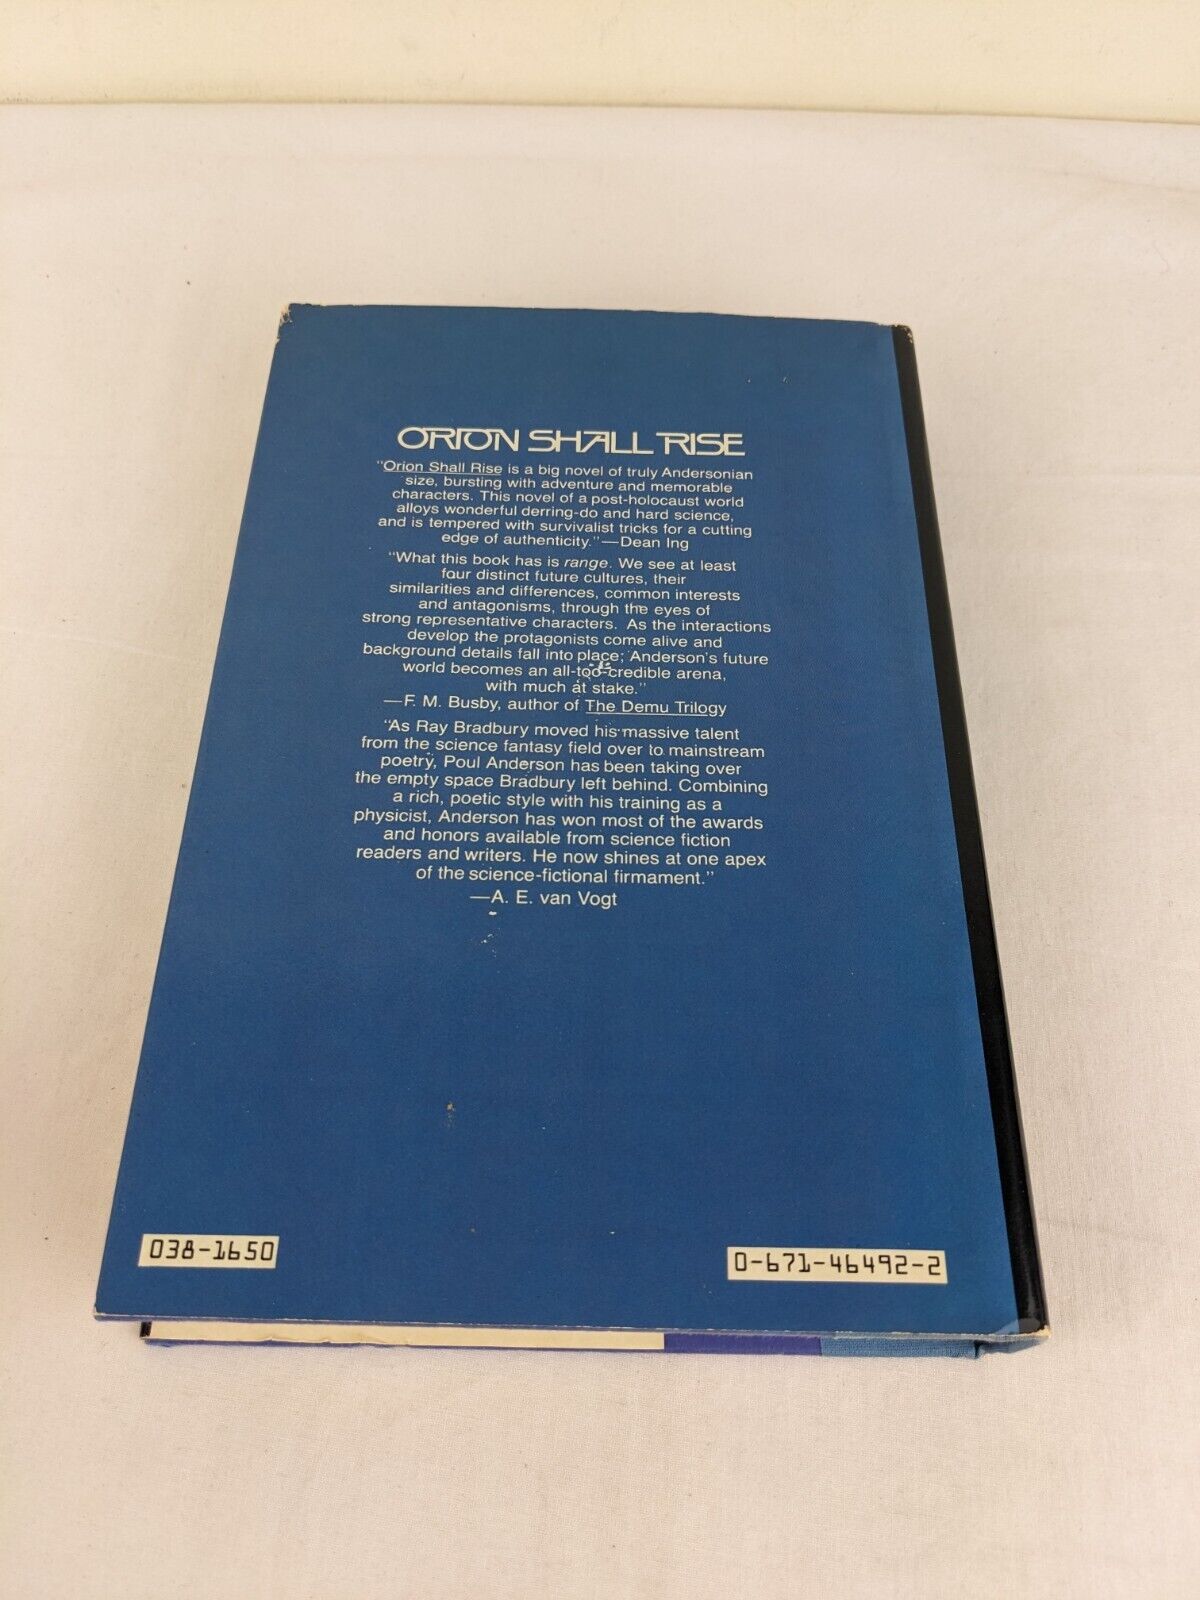 ORION SHALL RISE
"Orion Shall Rise is a big novel of truly Andersonian
size, bursting with adventure and memorable
characters. This novel of a post-holocaust world
alloys wonderful derring-do and hard science,
and is tempered with survivalist tricks for a cutting
edge of authenticity."—Dean Ing
"What this book has is range. We see at least
four distinct future cultures, their
similarities and differences, common interests
and antagonisms, through the eyes of
strong representative characters. As the interactions
develop the protagonists come alive and
background details fall into place; Anderson's future
world becomes an all-too-credible arena,
with much at stake."
—F. M. Busby, author of The Demu Trilogy
"As Ray Bradbury moved his massive talent
from the science fantasy field over to mainstream
poetry, Poul Anderson has been taking over
the empty space Bradbury left behind. Combining
a rich, poetic style with his training as a
physicist, Anderson has won most of the awards
and honors available from science fiction
readers and writers. He now shines at one apex
of the science-fictional firmament."
—A. E. van Vogt
038-1650
0-671-46492-2